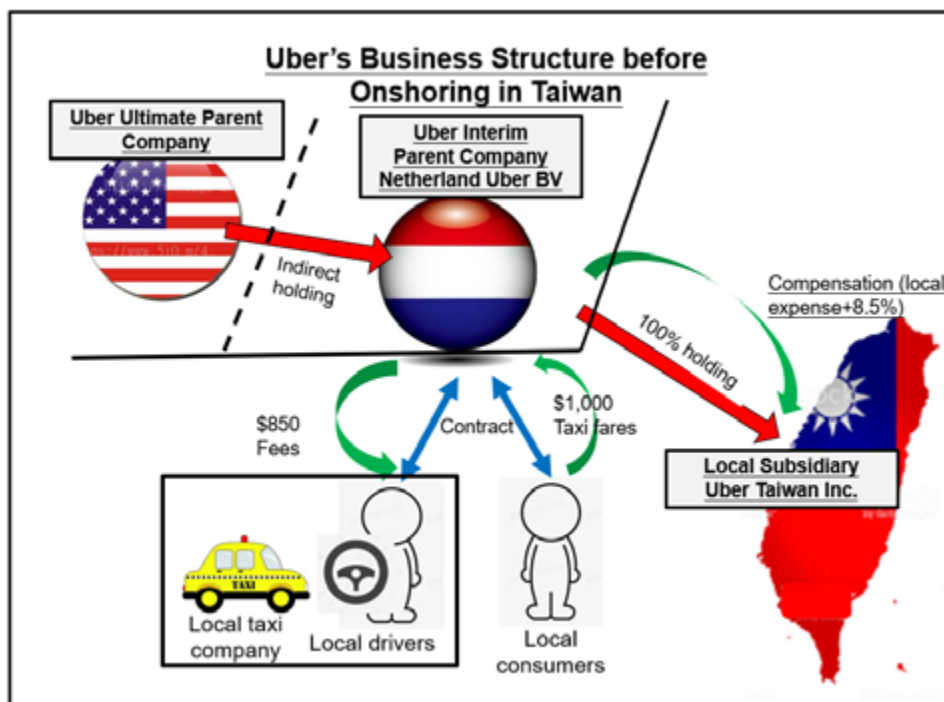 Uber's Business Structure before
Onshoring in Taiwan
Uber Ultimate Parent
Company
Uber Interim
Parent Company
Netherland Uber BV
Indirect
holding
Compensation (local
expense+8.5%)
100% holding
$850
Fees
Contract
$1,000
Taxi fares
Local Subsidiary
Uber Taiwan Inc.
TAXI
Local taxi
company
Local drivers
Local
consumers